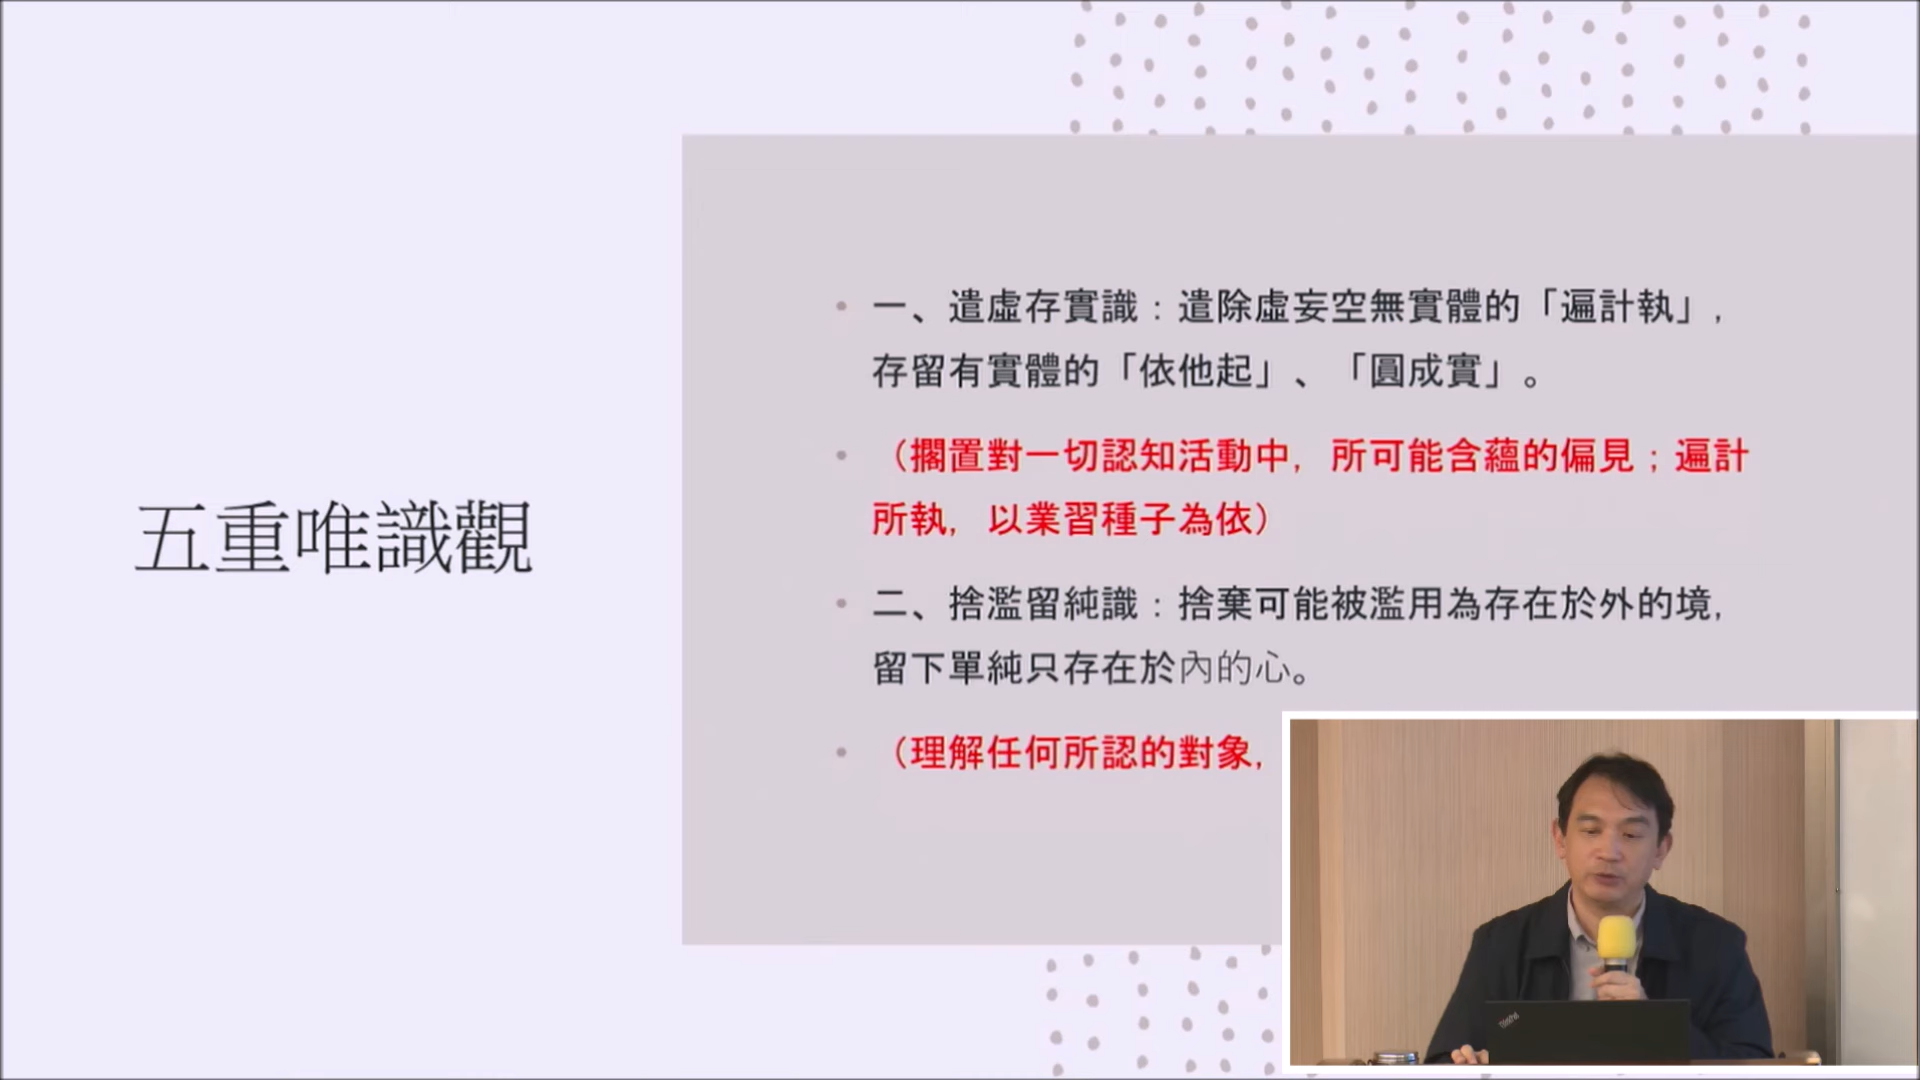 五重唯識觀
• 一、遣虛存實識：遣除虛妄空無實體的「遍計執」，
存留有實體的「依他起」、「圓成實」。
• （擱置對一切認知活動中，所可能含蘊的偏見；遍計
所執，以業習種子為依）
• 二、捨濫留純識：捨棄可能被濫用為存在於外的境，
留下單純只存在於內的心。
• （理解任何所認的對象，
ThinkPad